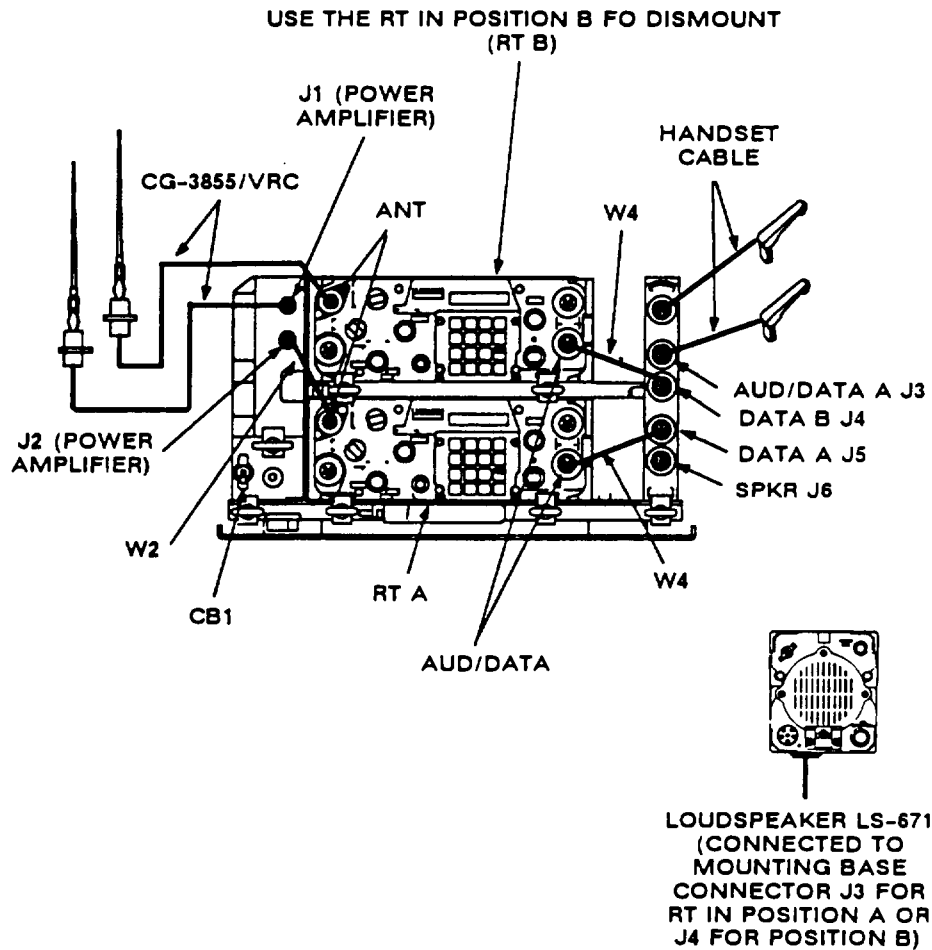 USE THE RT IN POSITION B FO DISMOUNT
(RT B)
J1 (POWER
AMPLIFIER)
HANDSET
CABLE
CG-3855/VRC
ANT
W4
AUD/DATA A J3
DATA B J4
J2 (POWER
AMPLIFIER)
DATA A J5
SPKR J6
W2
RT A
W4
CB1
AUD/DATA
LOUDSPEAKER LS-671
(CONNECTED TO
MOUNTING BASE
CONNECTOR J3 FOR
RT IN POSITION A OR
J4 FOR POSITION B)